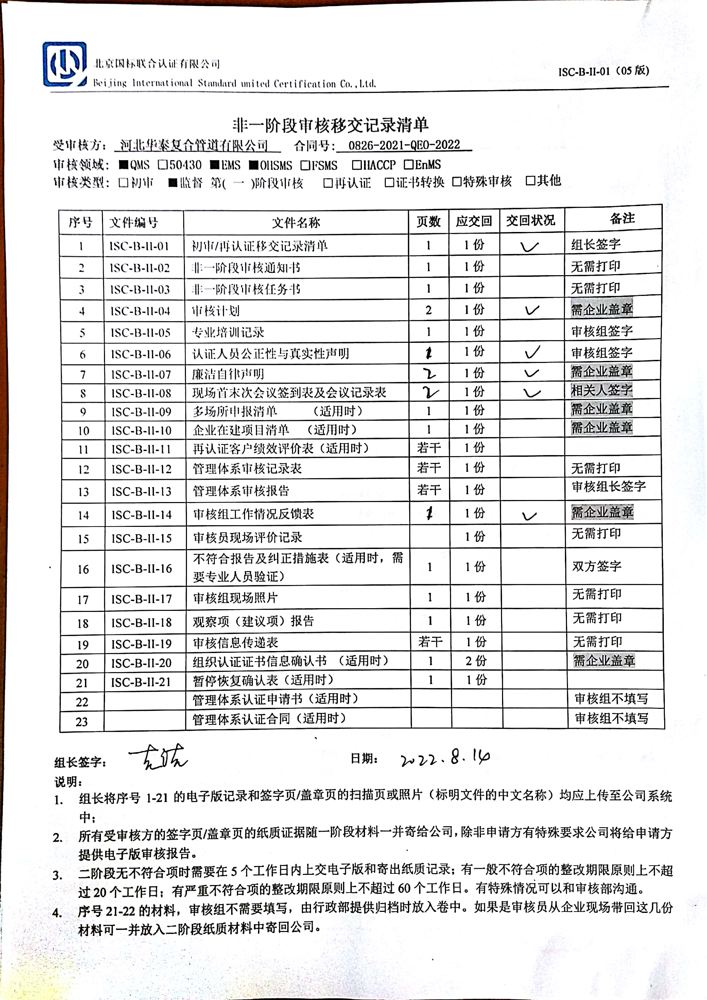 北京国标联合认证有限公司
Beijing International Standard united Certification Co.,Ltd.
ISC-B-II-01（05 版）
非一阶段审核移交记录清单
受审核方： 河北华泰复合管道有限公司 合同号： 0826-2021-QEO-2022
审核领域：■QMS □50430 ■EMS ■OHSMS □FSMS □HACCP □EnMS
审核类型：□初审 ■监督 第( 一 )阶段审核 □再认证 □证书转换 □特殊审核 □其他
序号 文件编号 文件名称 页数 应交回 交回状况 备注
1 ISC-B-II-01 初审/再认证移交记录清单 1 1 份 ✓ 组长签字
2 ISC-B-II-02 非一阶段审核通知书 1 1 份 无需打印
3 ISC-B-II-03 非一阶段审核任务书 1 1 份 无需打印
4 ISC-B-II-04 审核计划 2 1 份 ✓ 需企业盖章
5 ISC-B-II-05 专业培训记录 1 1 份 审核组签字
6 ISC-B-II-06 认证人员公正性与真实性声明 1 份 ✓ 审核组签字
7 ISC-B-II-07 廉洁自律声明 2 1 份 ✓ 需企业盖章
8 ISC-B-II-08 现场首末次会议签到表及会议记录表 2 1 份 ✓ 相关人签字
9 ISC-B-II-09 多场所申报清单 （适用时） 1 1 份 需企业盖章
10 ISC-B-II-10 企业在建项目清单 （适用时） 1 1 份 需企业盖章
11 ISC-B-II-11 再认证客户绩效评价表（适用时） 若干 1 份
12 ISC-B-II-12 管理体系审核记录表 若干 1 份 无需打印
13 ISC-B-II-13 管理体系审核报告 若干 1 份 审核组长签字
14 ISC-B-II-14 审核组工作情况反馈表 1 份 ✓ 需企业盖章
15 ISC-B-II-15 审核员现场评价记录 1 份 无需打印
16 ISC-B-II-16 不符合报告及纠正措施表（适用时，需
要专业人员验证） 1 1 份 双方签字
17 ISC-B-II-17 审核组现场照片 1 1 份 无需打印
18 ISC-B-II-18 观察项（建议项）报告 1 1 份 无需打印
19 ISC-B-II-19 审核信息传递表 若干 1 份 无需打印
20 ISC-B-II-20 组织认证证书信息确认书 （适用时） 1 2 份 需企业盖章
21 ISC-B-II-21 暂停恢复确认表（适用时） 1 1 份
22 管理体系认证申请书（适用时） 审核组不填写
23 管理体系认证合同（适用时） 审核组不填写
组长签字： 日期： 2022.8.14
说明：
1. 组长将序号 1-21 的电子版记录和签字页/盖章页的扫描页或照片（标明文件的中文名称）均应上传至公司系统
中；
2. 所有受审核方的签字页/盖章页的纸质证据随一阶段材料一并寄给公司，除非申请方有特殊要求公司将给申请方
提供电子版审核报告。
3. 二阶段无不符合项时需要在 5 个工作日内上交电子版和寄出纸质记录；有一般不符合项的整改期限原则上不超
过 20 个工作日；有严重不符合项的整改期限原则上不超过 60 个工作日。有特殊情况可以和审核部沟通。
4. 序号 21-22 的材料，审核组不需要填写，由行政部提供归档时放入卷中。如果是审核员从企业现场带回这几份
材料可一并放入二阶段纸质材料中寄回公司。